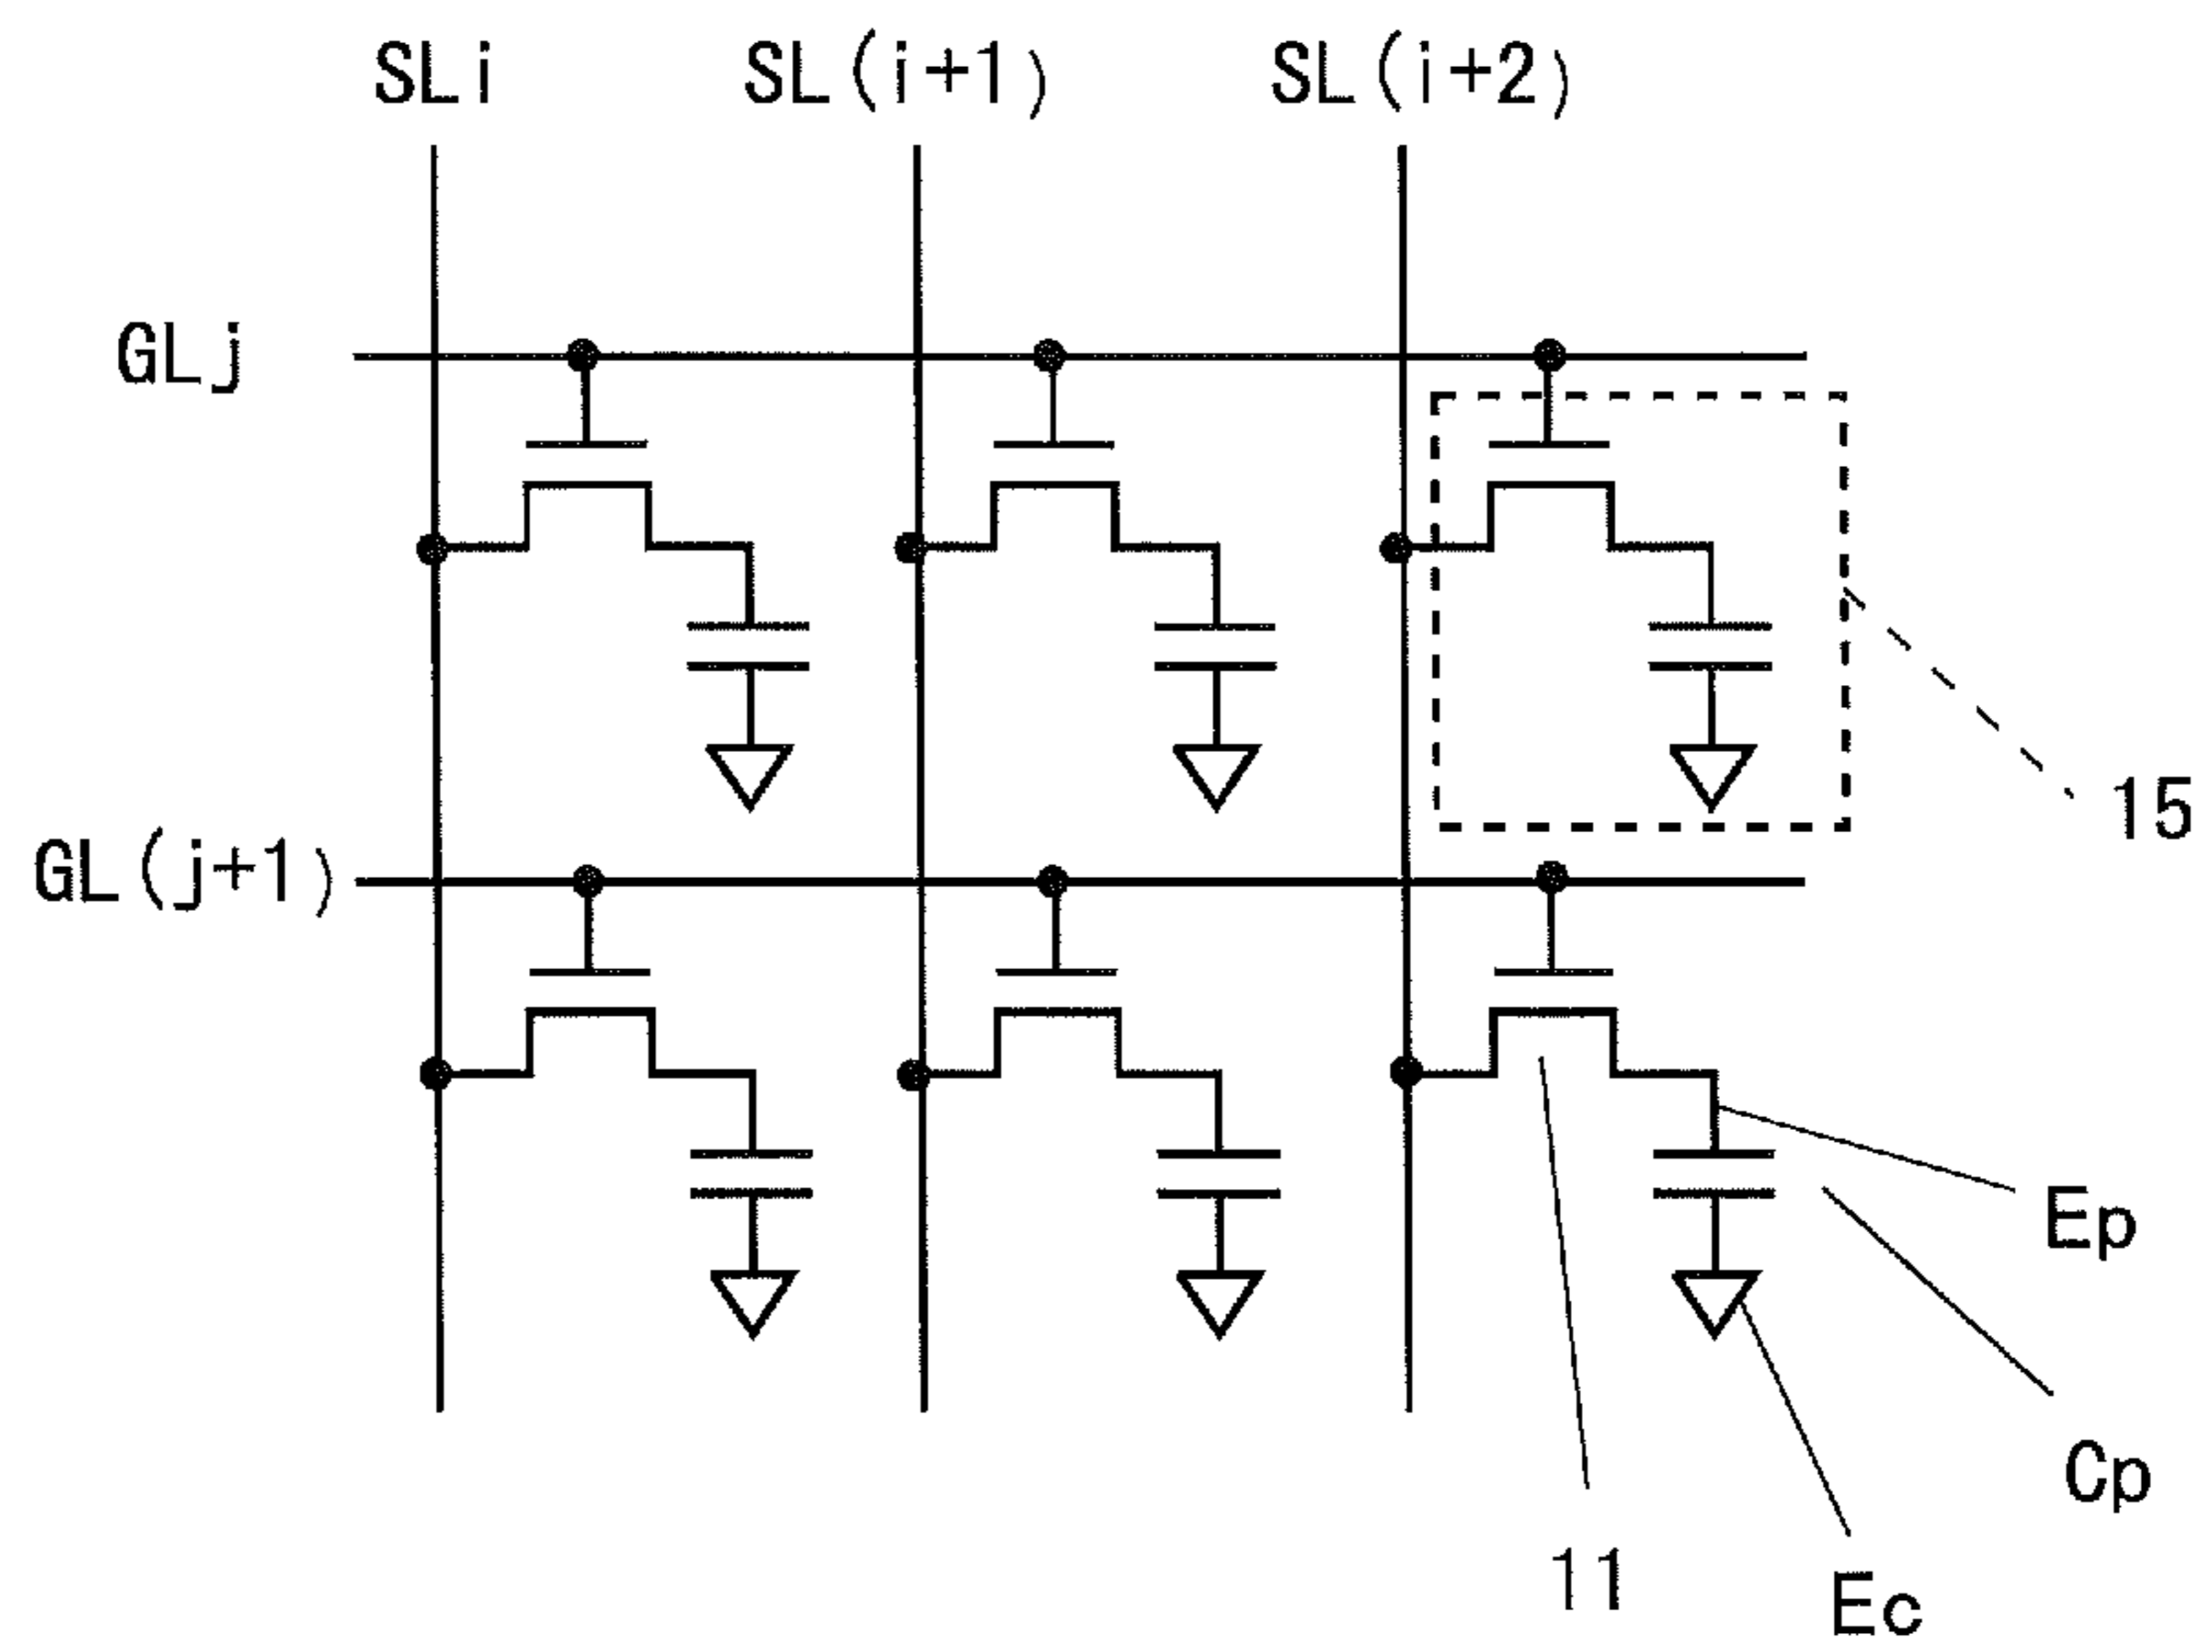 SLi SL(i+1) SL(i+2)
GLj
15
GL(j+1)
Ep
Cp
11
Ec